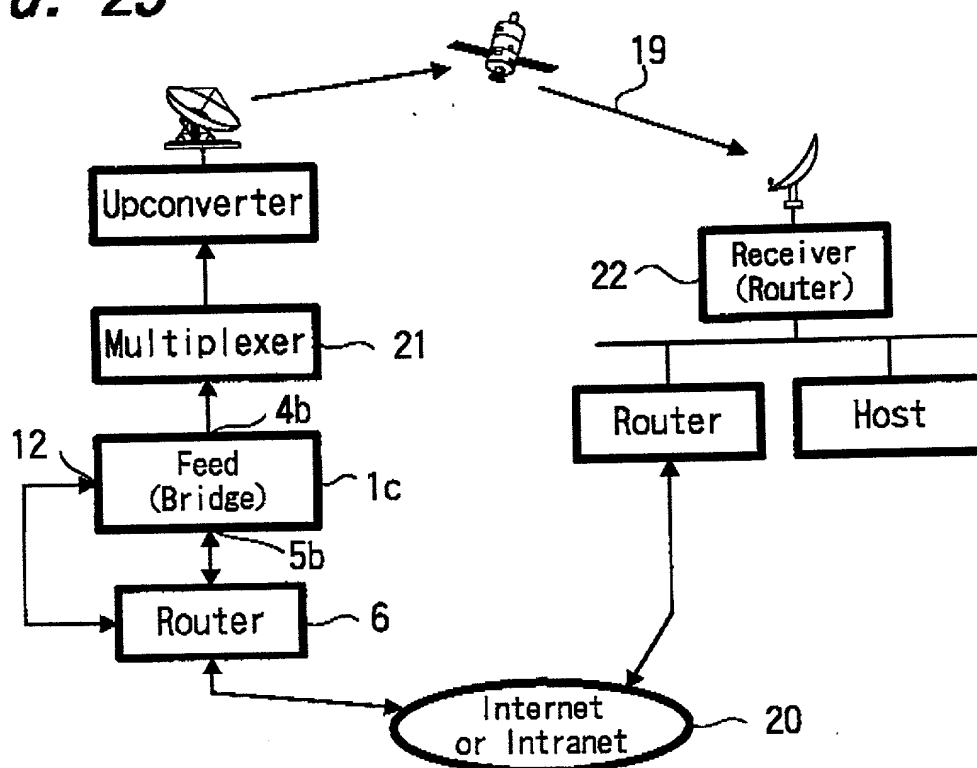 19
Upconverter
Receiver
(Router)
22
Multiplexer
21
4b
Router
Host
12
Feed
(Bridge)
1c
5b
Router
6
Internet
or Intranet
20